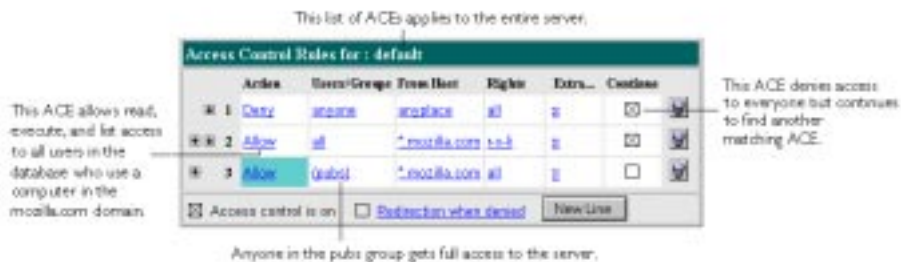 This list of ACEs applies to the entire server.
Access Control Rules for : default
Action Users/Groups From Host Rights Extra... Continue
1 Deny anyone anyplace all x
2 Allow all *.mozilla.com r-x-l- x
3 Allow (pubs) *.mozilla.com all x
Access control is on Redirection when denied New Line
This ACE allows read,
execute, and list access
to all users in the
database who use a
computer in the
mozilla.com domain.
This ACE denies access
to everyone but continues
to find another
matching ACE.
Anyone in the pubs group gets full access to the server.